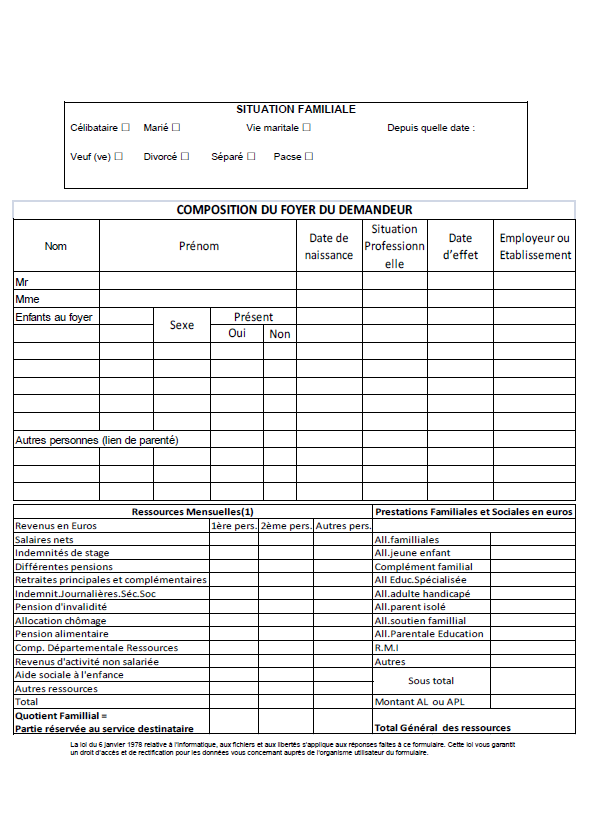 SITUATION FAMILIALE
Célibataire ☐ Marié ☐ Vie maritale ☐ Depuis quelle date :
Veuf (ve) ☐ Divorcé ☐ Séparé ☐ Pacse ☐
COMPOSITION DU FOYER DU DEMANDEUR
Nom Prénom Date de naissance Situation Professionn elle Date d'effet Employeur ou Etablissement
Mr
Mme
Enfants au foyer Sexe Présent
Oui Non
Autres personnes (lien de parenté)
Ressources Mensuelles(1) Prestations Familiales et Sociales en euros
Revenus en Euros 1ère pers. 2ème pers. Autres pers.
Salaires nets All.familliales
Indemnités de stage All.jeune enfant
Différentes pensions Complément familial
Retraites principales et complémentaires All Educ.Spécialisée
Indemnit.Journalières.Séc.Soc All.adulte handicapé
Pension d'invalidité All.parent isolé
Allocation chômage All.soutien famillial
Pension alimentaire All.Parentale Education
Comp. Départementale Ressources R.M.I
Revenus d'activité non salariée Autres
Aide sociale à l'enfance Sous total
Autres ressources
Total Montant AL ou APL
Quotient Famillial =
Partie réservée au service destinataire Total Général des ressources
La loi du 6 janvier 1978 relative à l'informatique, aux fichiers et aux libertés s'applique aux réponses faites à ce formulaire. Cette loi vous garantit
un droit d'accès et de rectification pour les données vous concernant auprès de l'organisme utilisateur du formulaire.